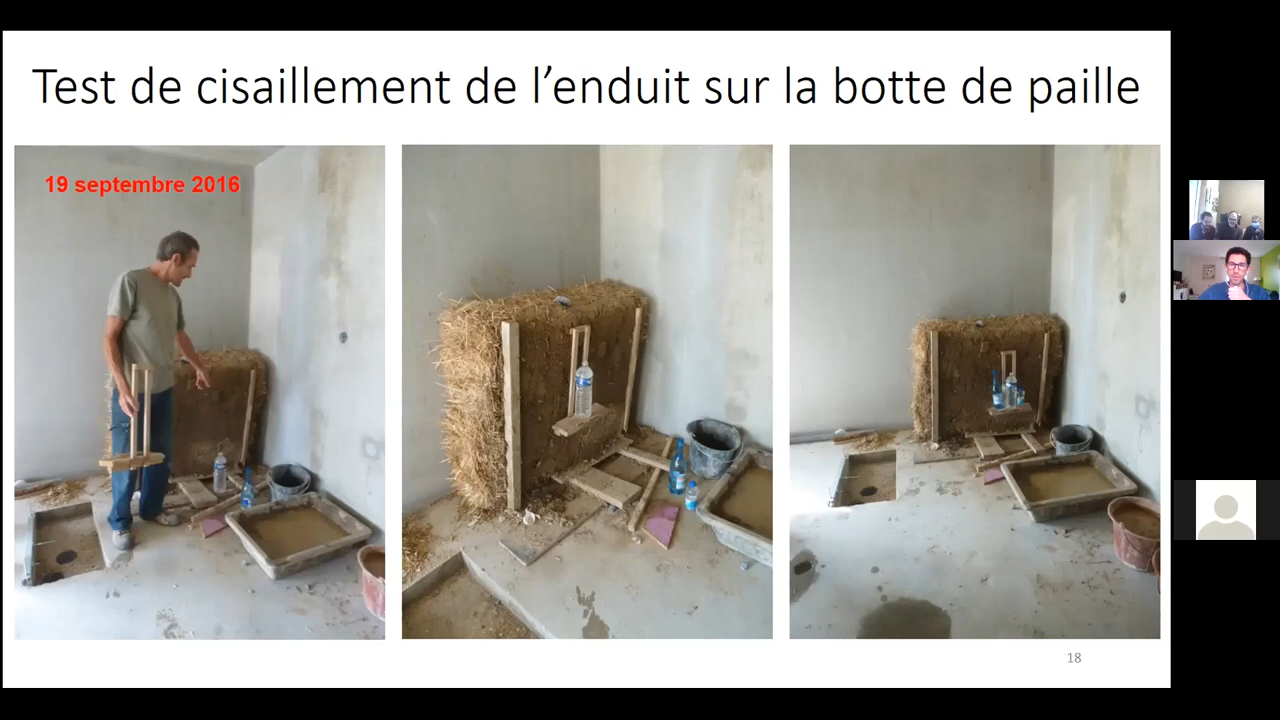 Test de cisaillement de l’enduit sur la botte de paille
19 septembre 2016
18